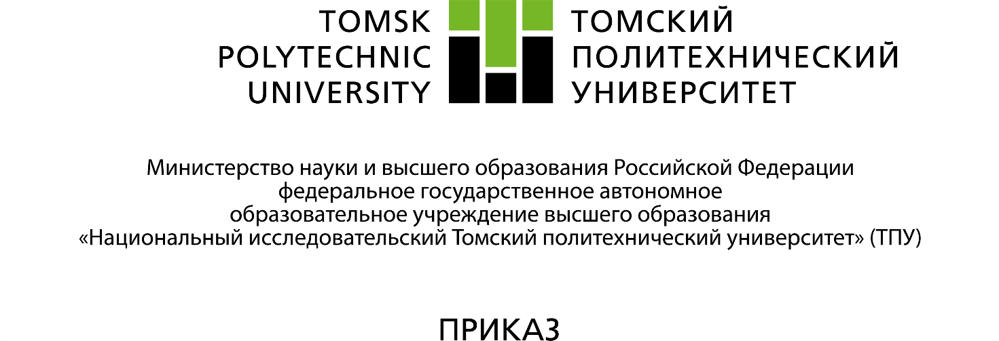 TOMSK
POLYTECHNIC
UNIVERSITY
ТОМСКИЙ
ПОЛИТЕХНИЧЕСКИЙ
УНИВЕРСИТЕТ
Министерство науки и высшего образования Российской Федерации
федеральное государственное автономное
образовательное учреждение высшего образования
«Национальный исследовательский Томский политехнический университет» (ТПУ)
ПРИКАЗ